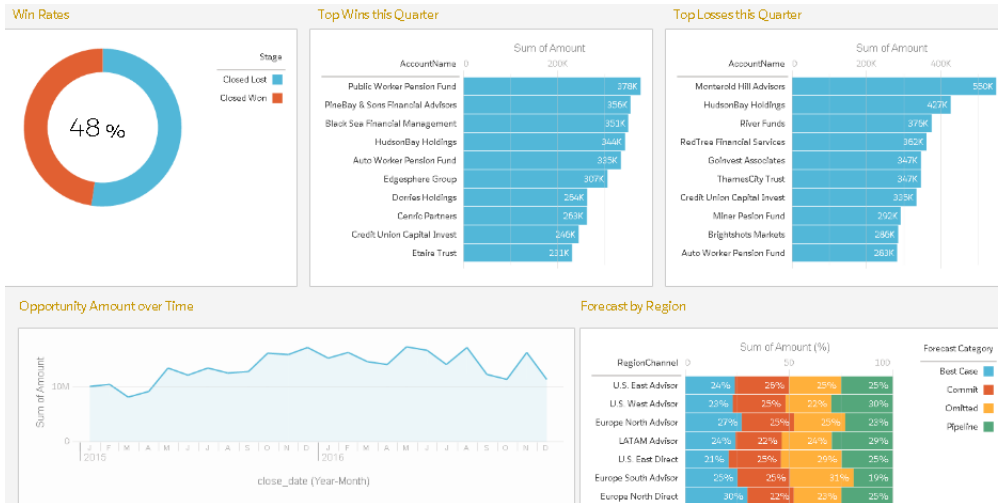 Win Rates
Stage
Closed Lost
Closed Won
48 %
Top Wins this Quarter
Sum of Amount
AccountName 0 200K
Public Worker Pension Fund 378K
PineBay & Sons Financial Advisors 356K
Black Sea Financial Management 351K
HudsonBay Holdings 344K
Auto Worker Pension Fund 335K
Edgesphere Group 307K
Dorries Holdings 264K
Cenric Partners 263K
Credit Union Capital Invest 246K
Etaire Trust 231K
Top Losses this Quarter
Sum of Amount
AccountName 0 200K 400K
Monterold Hill Advisors 550K
HudsonBay Holdings 427K
River Funds 376K
RedTree Financial Services 362K
Goinvest Associates 347K
ThamesCity Trust 347K
Credit Union Capital Invest 335K
Miner Pesion Fund 292K
Brightshots Markets 286K
Auto Worker Pension Fund 283K
Opportunity Amount over Time
Sum of Amount
10M
0
J F M A M J J A S O N D J F M A M J J A S O N D
2015 2016
close_date (Year-Month)
Forecast by Region
Sum of Amount (%)
RegionChannel 0 50 100
U.S. East Advisor 24% 26% 25% 25%
U.S. West Advisor 23% 25% 22% 30%
Europe North Advisor 27% 25% 25% 23%
LATAM Advisor 24% 22% 24% 29%
U.S. East Direct 21% 25% 29% 25%
Europe South Advisor 25% 25% 31% 19%
Europe North Direct 30% 22% 23% 25%
Forecast Category
Best Case
Commit
Omitted
Pipeline